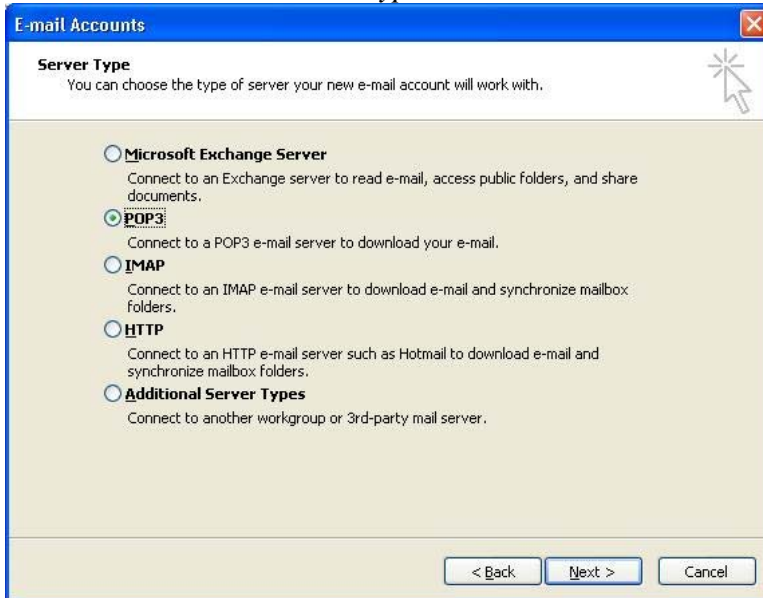 E-mail Accounts
Server Type
You can choose the type of server your new e-mail account will work with.
Microsoft Exchange Server
Connect to an Exchange server to read e-mail, access public folders, and share
documents.
POP3
Connect to a POP3 e-mail server to download your e-mail.
IMAP
Connect to an IMAP e-mail server to download e-mail and synchronize mailbox
folders.
HTTP
Connect to an HTTP e-mail server such as Hotmail to download e-mail and
synchronize mailbox folders.
Additional Server Types
Connect to another workgroup or 3rd-party mail server.
< Back Next > Cancel